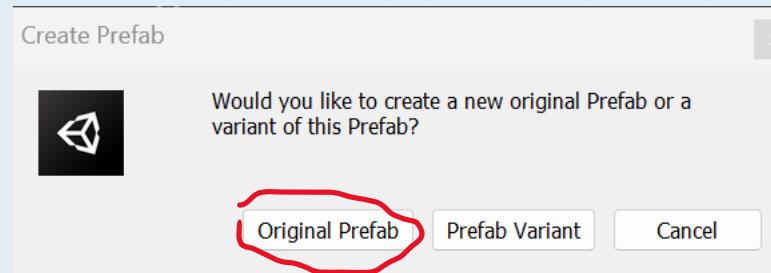 Create Prefab
Would you like to create a new original Prefab or a
variant of this Prefab?
Original Prefab
Prefab Variant
Cancel